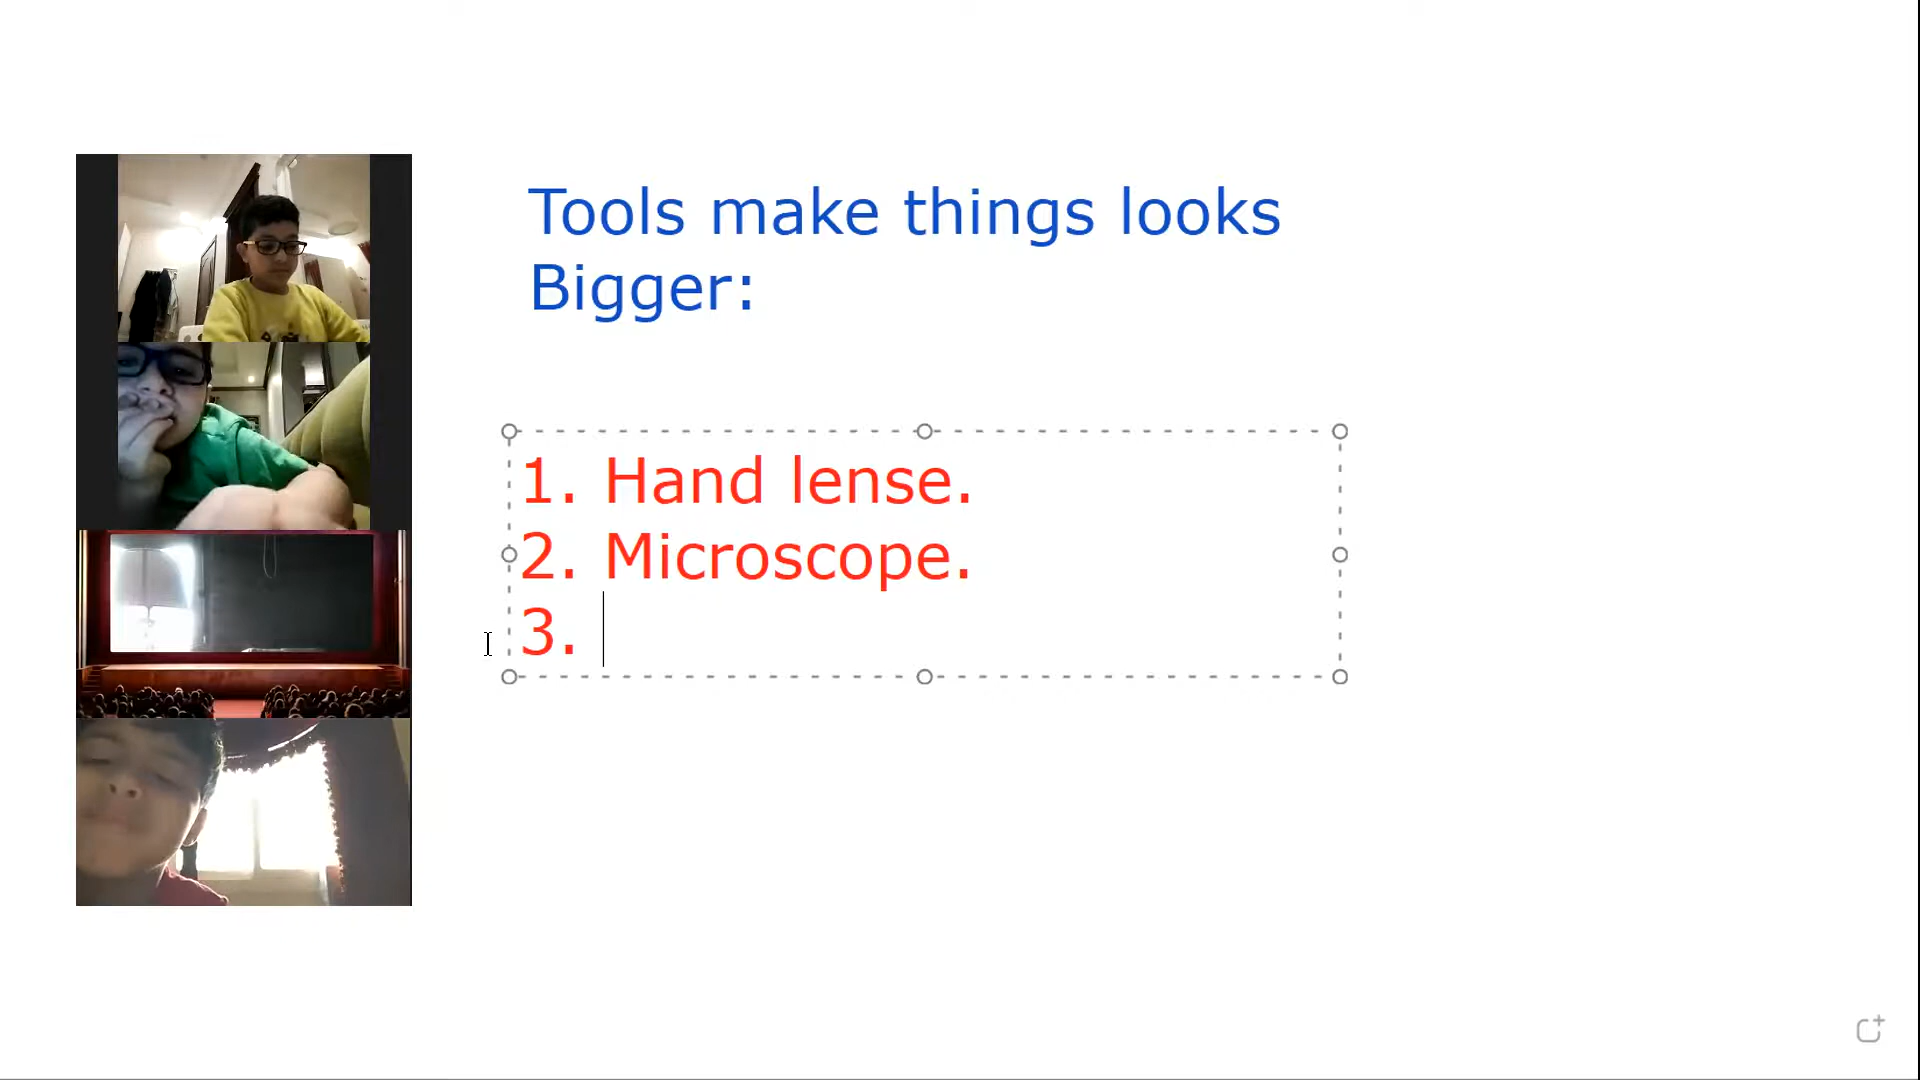 Tools make things looks
Bigger:
1. Hand lense.
2. Microscope.
3.